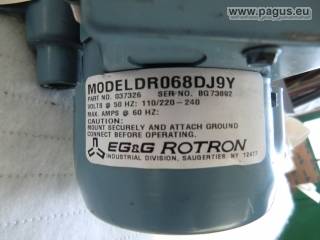 www.pagus.eu
MODEL DR068DJ9Y
PART NO. 037326 SER NO. BG73692
VOLTS @ 50 HZ: 110/220-240
MAX. AMPS @ 60 HZ:
CAUTION:
MOUNT SECURELY AND ATTACH GROUND
CONNECT BEFORE OPERATING.
EG&G ROTRON
INDUSTRIAL DIVISION, SAUGERTIES, NY 12477